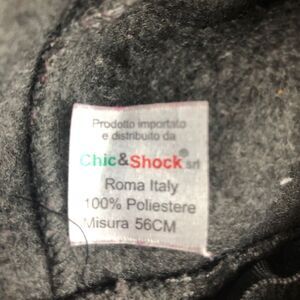 Prodotto importato
e distribuito da
Chic&Shock® srl
Roma Italy
100% Poliestere
Misura 56CM